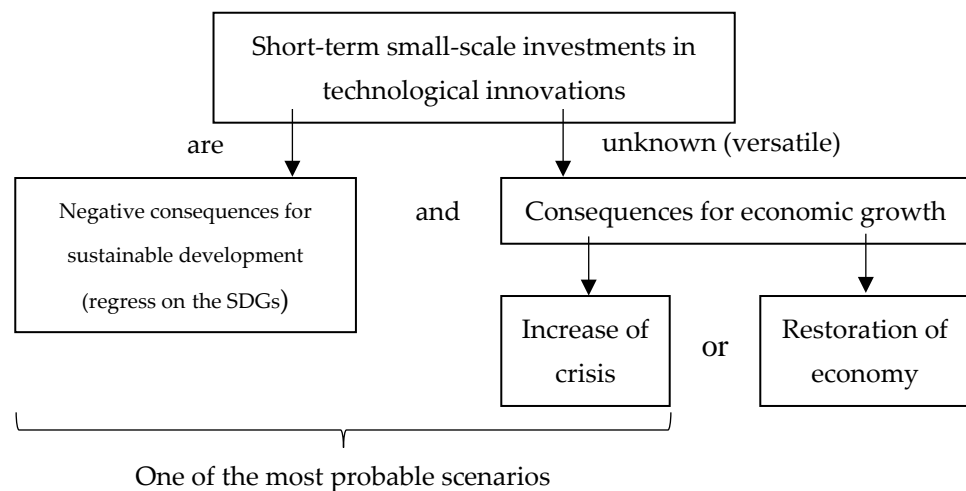 Short-term small-scale investments in
technological innovations
are
unknown (versatile)
Negative consequences for
sustainable development
(regress on the SDGs)
and
Consequences for economic growth
Increase of
crisis
or
Restoration of
economy
One of the most probable scenarios